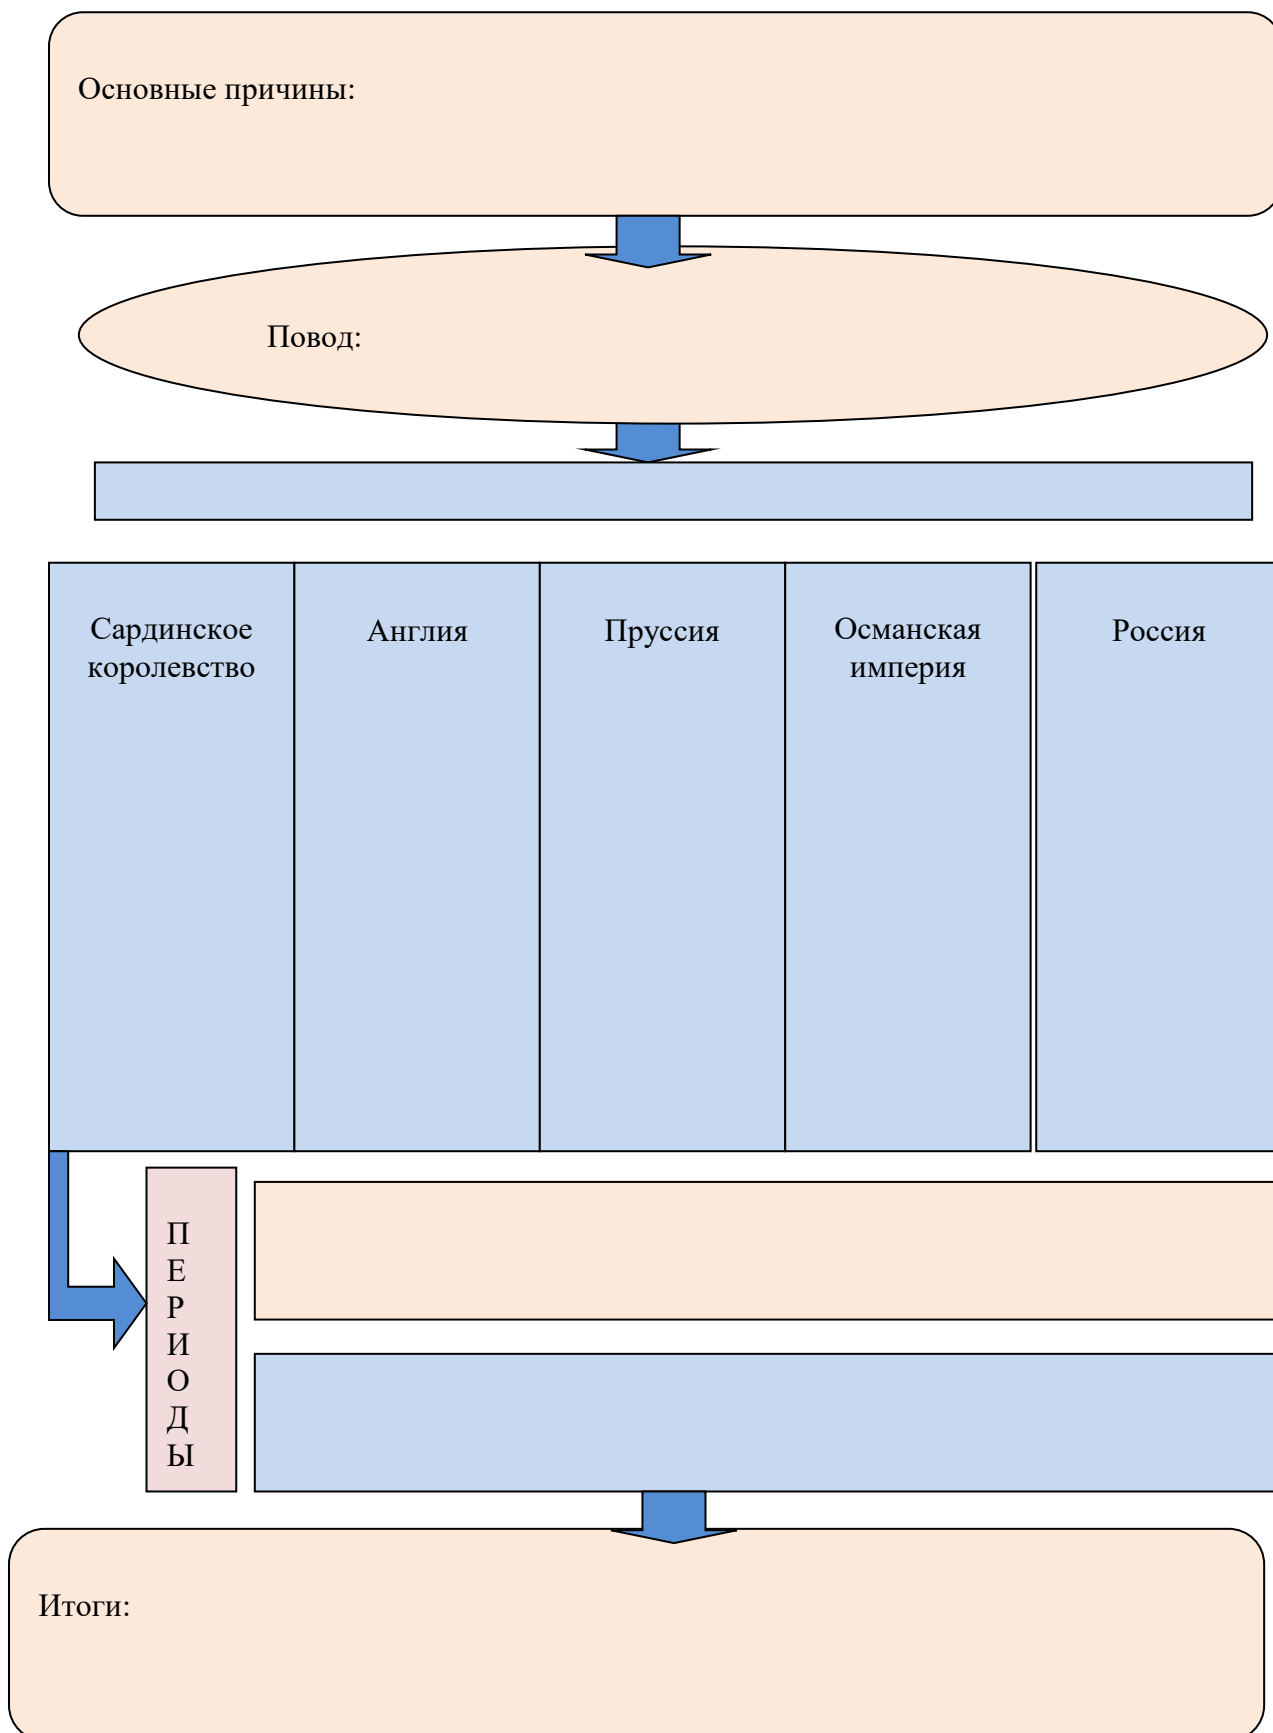 Основные причины:
Повод:
Сардинское
королевство
Англия
Пруссия
Османская
империя
Россия
П
Е
Р
И
О
Д
Ы
Итоги: